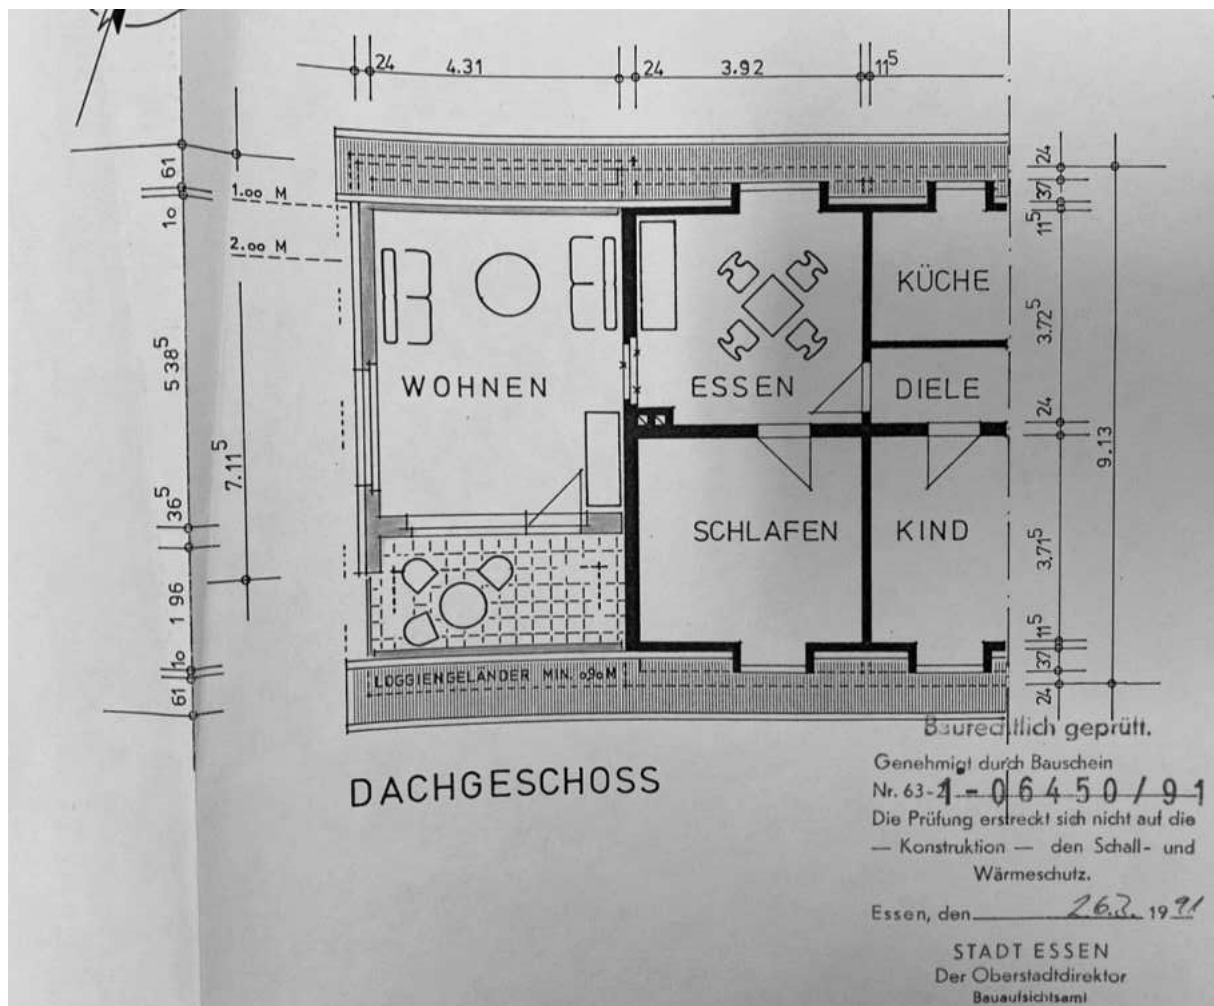 24 4.31 24 3.92 11⁵
61
10
5 38⁵
36⁵
1 96
10
61
7.11⁵
1.00 M
2.00 M
24
37
11⁵
3.72⁵
24
3.71⁵
11⁵
37
24
9.13
KÜCHE
WOHNEN ESSEN DIELE
SCHLAFEN KIND
LOGGIENGELÄNDER MIN. 0,90 M
DACHGESCHOSS
Baurechtlich geprüft.
Genehmigt durch Bauschein
Nr. 63-21-06450/91
Die Prüfung erstreckt sich nicht auf die
— Konstruktion — den Schall- und
Wärmeschutz.
Essen, den 26.3. 19 91
STADT ESSEN
Der Oberstadtdirektor
Bauaufsichtsamt